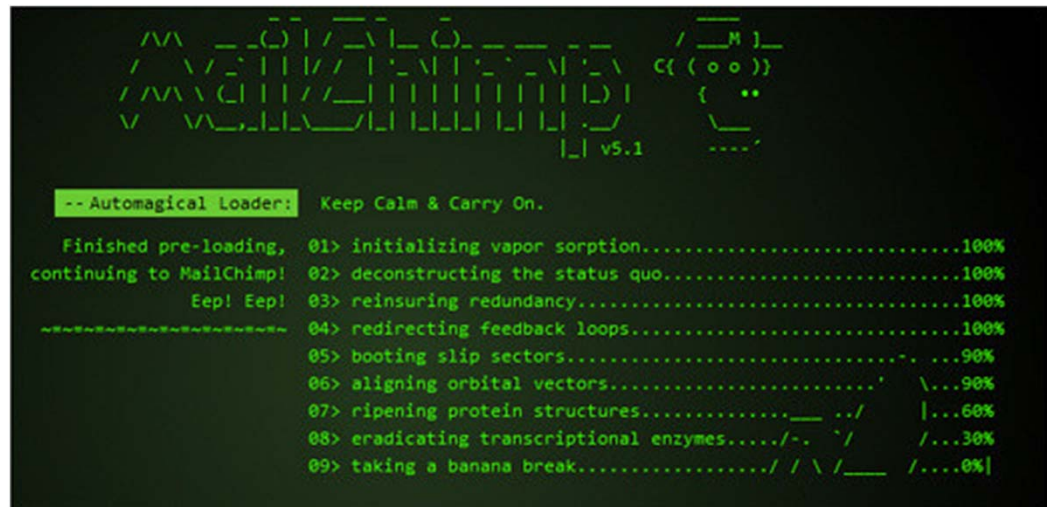 MailChimp
v5.1
-- Automagical Loader: Keep Calm & Carry On.
Finished pre-loading,
continuing to MailChimp!
Eep! Eep!
01> initializing vapor sorption..............................100%
02> deconstructing the status quo............................100%
03> reinsuring redundancy....................................100%
04> redirecting feedback loops...............................100%
05> booting slip sectors...............................-. ...90%
06> aligning orbital vectors.........................' \...90%
07> ripening protein structures..............___ ../ |...60%
08> eradicating transcriptional enzymes...../-. `/ /...30%
09> taking a banana break................../ / \ /____ /....0%|